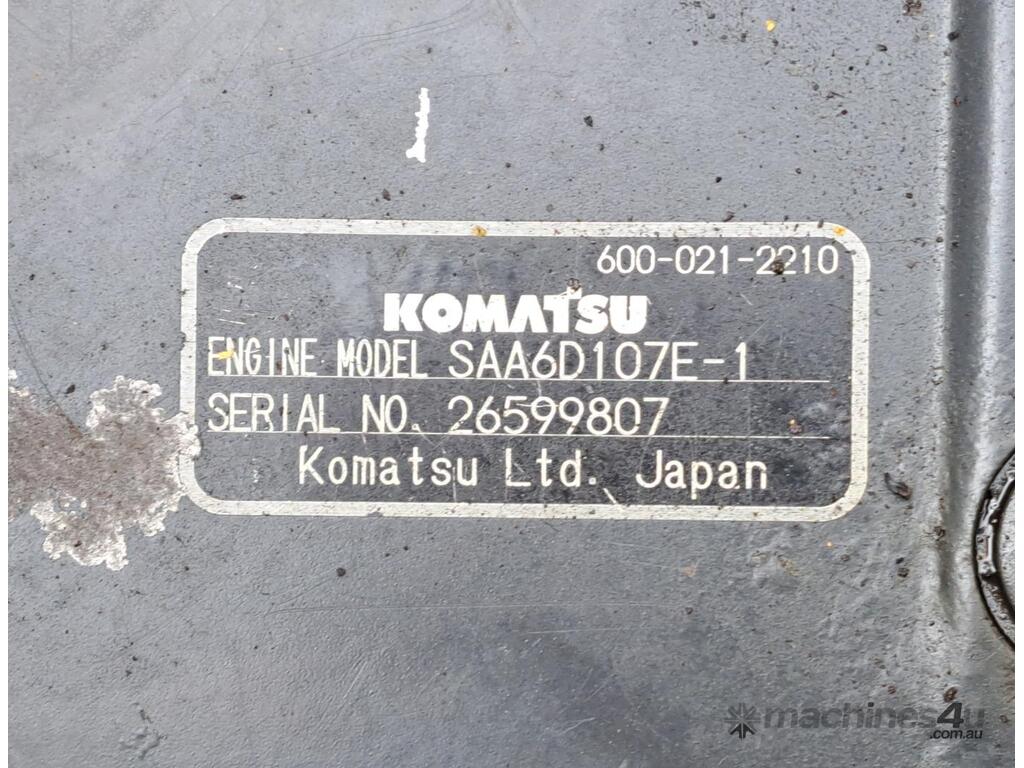 600-021-2210
KOMATSU
ENGINE MODEL SAA6D107E-1
SERIAL NO. 26599807
Komatsu Ltd. Japan
machines4u
.com.au